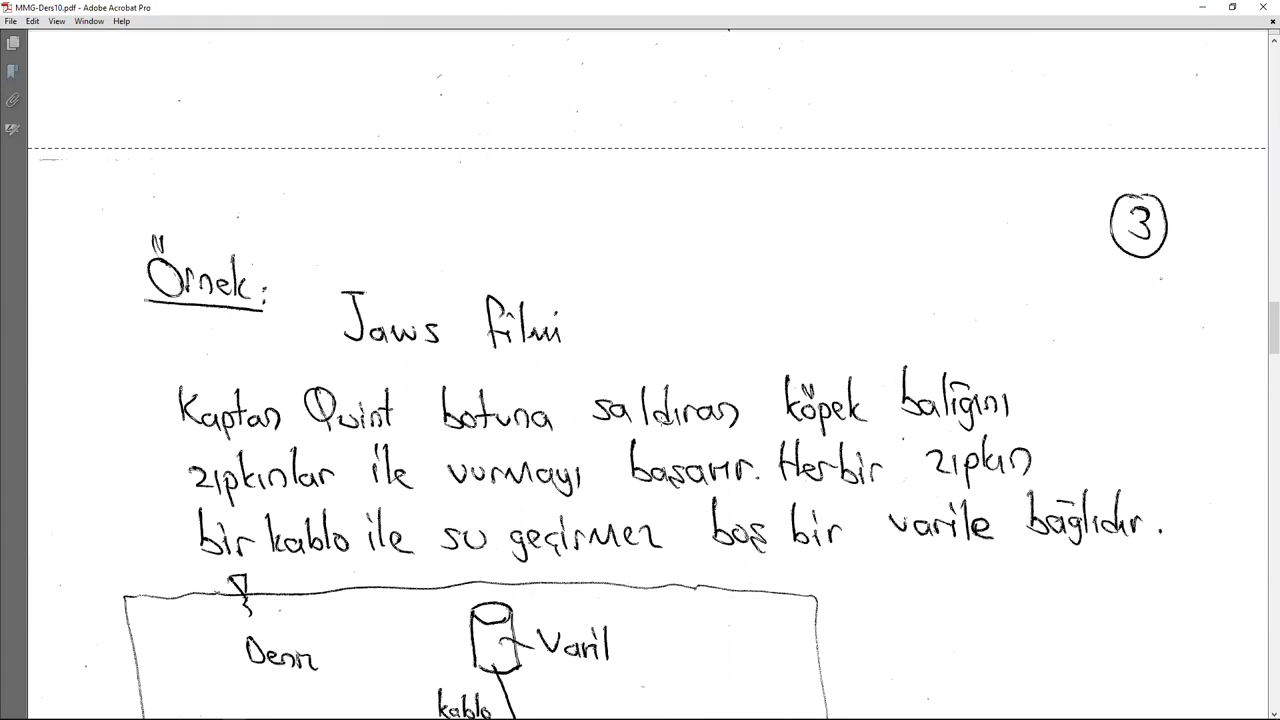 MMG-Ders10.pdf - Adobe Acrobat Pro
File Edit View Window Help
3
Örnek:
Jaws filmi
Kaptan Quint botuna saldıran köpek balığını
zıpkınlar ile vurmayı başarır. Herbir zıpkın
bir kablo ile su geçirmez boş bir varile bağlıdır.
Deniz
Varil
kablo